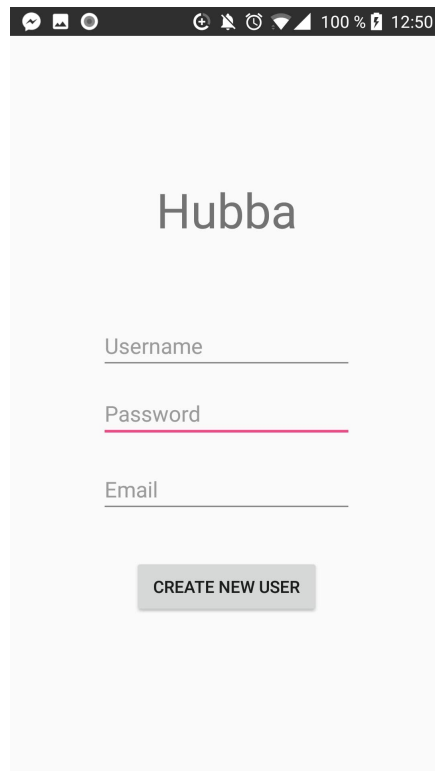 100 % 12:50
Hubba
Username
Password
Email
CREATE NEW USER